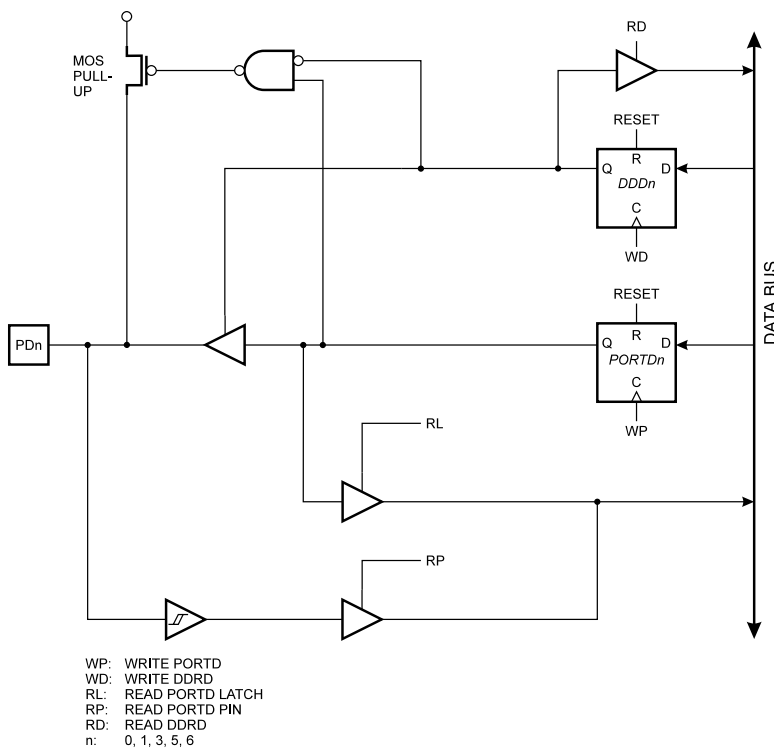 RD
MOS
PULL-
UP
RESET
R
Q
D
DDDn
C
WD
RESET
R
PDn
Q
D
PORTDn
C
WP
DATA BUS
RL
RP
WP: WRITE PORTD
WD: WRITE DDRD
RL: READ PORTD LATCH
RP: READ PORTD PIN
RD: READ DDRD
n: 0, 1, 3, 5, 6